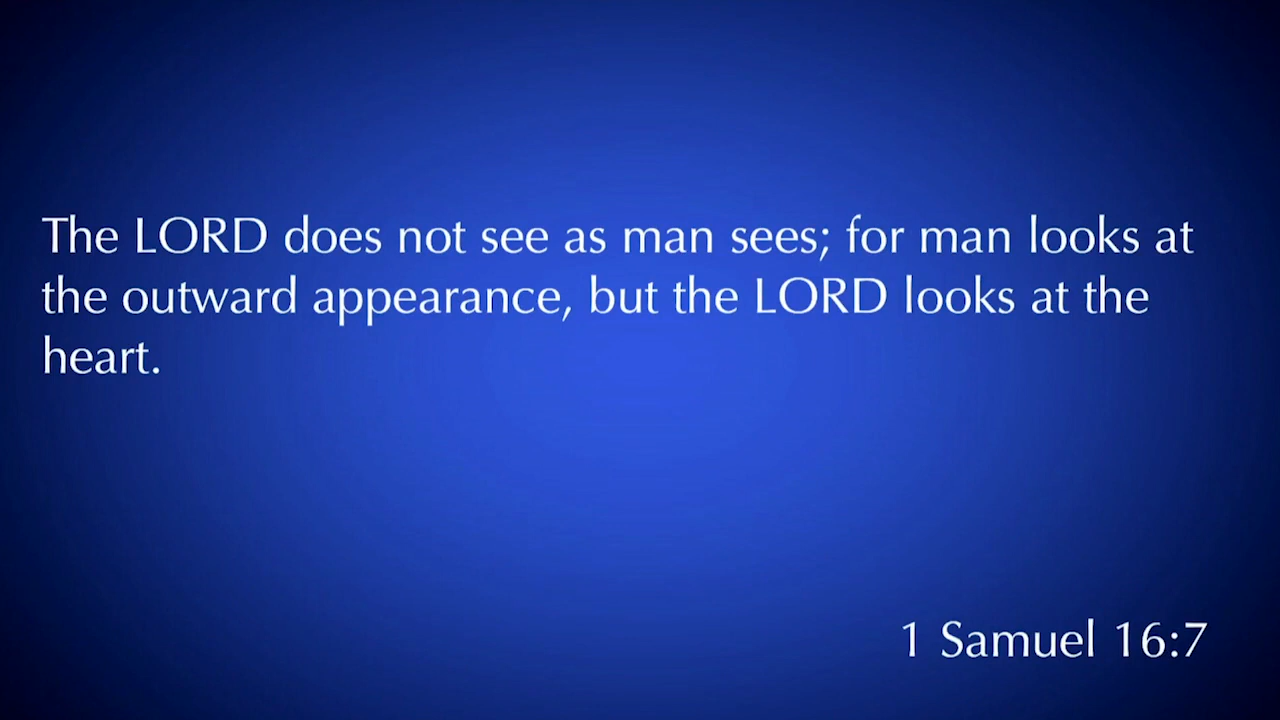 The LORD does not see as man sees; for man looks at
the outward appearance, but the LORD looks at the
heart.
1 Samuel 16:7